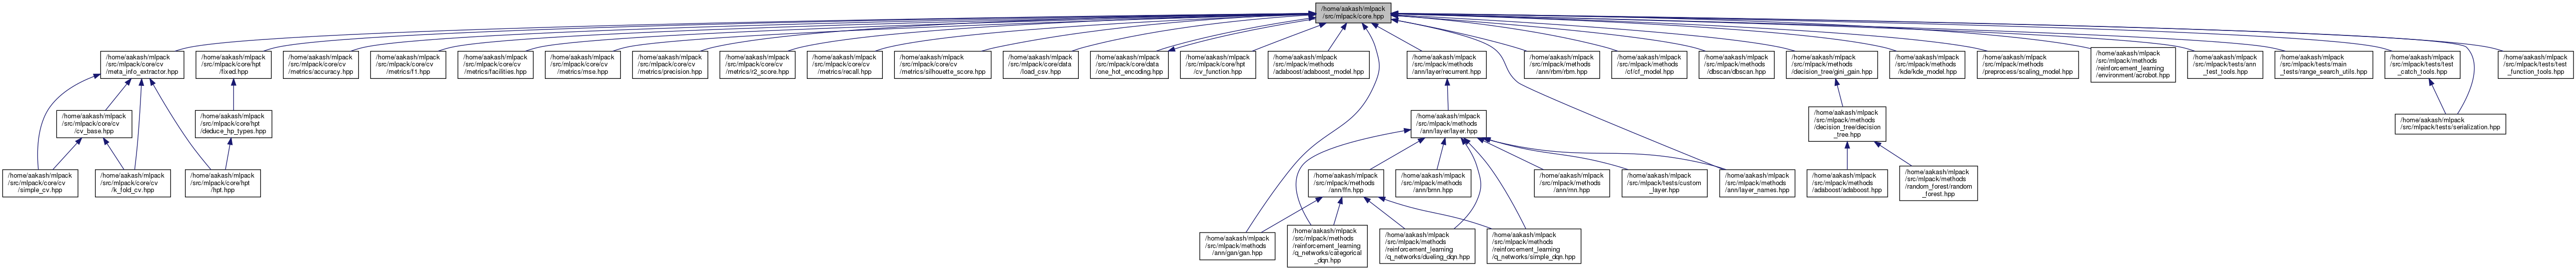 /home/aakash/mlpack
/src/mlpack/core.hpp
/home/aakash/mlpack
/src/mlpack/core/cv
/meta_info_extractor.hpp
/home/aakash/mlpack
/src/mlpack/core/hpt
/fixed.hpp
/home/aakash/mlpack
/src/mlpack/core/cv
/metrics/accuracy.hpp
/home/aakash/mlpack
/src/mlpack/core/cv
/metrics/f1.hpp
/home/aakash/mlpack
/src/mlpack/core/cv
/metrics/facilities.hpp
/home/aakash/mlpack
/src/mlpack/core/cv
/metrics/mse.hpp
/home/aakash/mlpack
/src/mlpack/core/cv
/metrics/precision.hpp
/home/aakash/mlpack
/src/mlpack/core/cv
/metrics/r2_score.hpp
/home/aakash/mlpack
/src/mlpack/core/cv
/metrics/recall.hpp
/home/aakash/mlpack
/src/mlpack/core/cv
/metrics/silhouette_score.hpp
/home/aakash/mlpack
/src/mlpack/core/data
/load_csv.hpp
/home/aakash/mlpack
/src/mlpack/core/data
/one_hot_encoding.hpp
/home/aakash/mlpack
/src/mlpack/core/hpt
/cv_function.hpp
/home/aakash/mlpack
/src/mlpack/methods
/adaboost/adaboost_model.hpp
/home/aakash/mlpack
/src/mlpack/methods
/ann/layer/recurrent.hpp
/home/aakash/mlpack
/src/mlpack/methods
/ann/rbm/rbm.hpp
/home/aakash/mlpack
/src/mlpack/methods
/cf/cf_model.hpp
/home/aakash/mlpack
/src/mlpack/methods
/dbscan/dbscan.hpp
/home/aakash/mlpack
/src/mlpack/methods
/decision_tree/gini_gain.hpp
/home/aakash/mlpack
/src/mlpack/methods
/kde/kde_model.hpp
/home/aakash/mlpack
/src/mlpack/methods
/preprocess/scaling_model.hpp
/home/aakash/mlpack
/src/mlpack/methods
/reinforcement_learning
/environment/acrobot.hpp
/home/aakash/mlpack
/src/mlpack/tests/ann
_test_tools.hpp
/home/aakash/mlpack
/src/mlpack/tests/main
_tests/range_search_utils.hpp
/home/aakash/mlpack
/src/mlpack/tests/test
_catch_tools.hpp
/home/aakash/mlpack
/src/mlpack/tests/test
_function_tools.hpp
/home/aakash/mlpack
/src/mlpack/core/cv
/cv_base.hpp
/home/aakash/mlpack
/src/mlpack/core/hpt
/deduce_hp_types.hpp
/home/aakash/mlpack
/src/mlpack/methods
/ann/layer/layer.hpp
/home/aakash/mlpack
/src/mlpack/methods
/decision_tree/decision
_tree.hpp
/home/aakash/mlpack
/src/mlpack/tests/serialization.hpp
/home/aakash/mlpack
/src/mlpack/core/cv
/simple_cv.hpp
/home/aakash/mlpack
/src/mlpack/core/cv
/k_fold_cv.hpp
/home/aakash/mlpack
/src/mlpack/core/hpt
/hpt.hpp
/home/aakash/mlpack
/src/mlpack/methods
/ann/ffn.hpp
/home/aakash/mlpack
/src/mlpack/methods
/ann/brnn.hpp
/home/aakash/mlpack
/src/mlpack/methods
/ann/rnn.hpp
/home/aakash/mlpack
/src/mlpack/tests/custom
_layer.hpp
/home/aakash/mlpack
/src/mlpack/methods
/ann/layer_names.hpp
/home/aakash/mlpack
/src/mlpack/methods
/adaboost/adaboost.hpp
/home/aakash/mlpack
/src/mlpack/methods
/random_forest/random
_forest.hpp
/home/aakash/mlpack
/src/mlpack/methods
/ann/gan/gan.hpp
/home/aakash/mlpack
/src/mlpack/methods
/reinforcement_learning
/q_networks/categorical
_dqn.hpp
/home/aakash/mlpack
/src/mlpack/methods
/reinforcement_learning
/q_networks/dueling_dqn.hpp
/home/aakash/mlpack
/src/mlpack/methods
/reinforcement_learning
/q_networks/simple_dqn.hpp